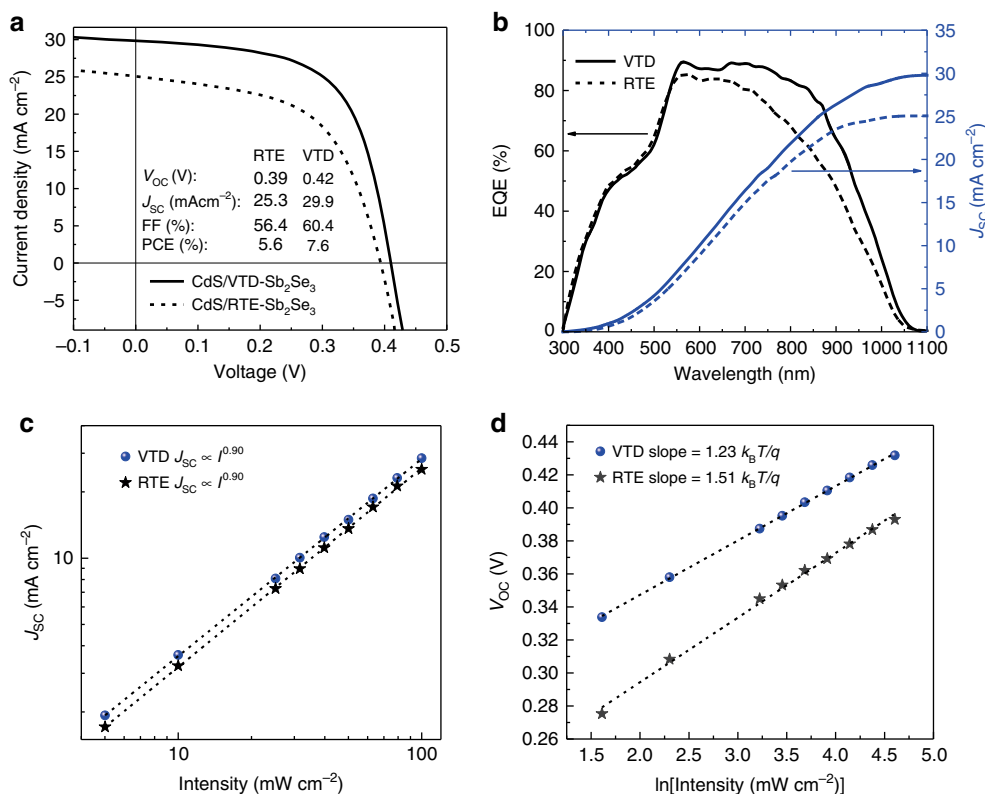 a
Current density (mA cm⁻²)
35
30
25
20
15
10
5
0
−5
RTE VTD
V_OC (V): 0.39 0.42
J_SC (mAcm⁻²): 25.3 29.9
FF (%): 56.4 60.4
PCE (%): 5.6 7.6
CdS/VTD-Sb₂Se₃
CdS/RTE-Sb₂Se₃
−0.1 0.0 0.1 0.2 0.3 0.4 0.5
Voltage (V)
b
EQE (%)
100
80
60
40
20
0
VTD
RTE
35
30
25
20
15
10
5
0
J_SC (mA cm⁻²)
300 400 500 600 700 800 900 1000 1100
Wavelength (nm)
c
J_SC (mA cm⁻²)
10
VTD J_SC ∝ I^0.90
RTE J_SC ∝ I^0.90
10 100
Intensity (mW cm⁻²)
d
V_OC (V)
0.44
0.42
0.40
0.38
0.36
0.34
0.32
0.30
0.28
0.26
VTD slope = 1.23 k_BT/q
RTE slope = 1.51 k_BT/q
1.5 2.0 2.5 3.0 3.5 4.0 4.5 5.0
ln[Intensity (mW cm⁻²)]